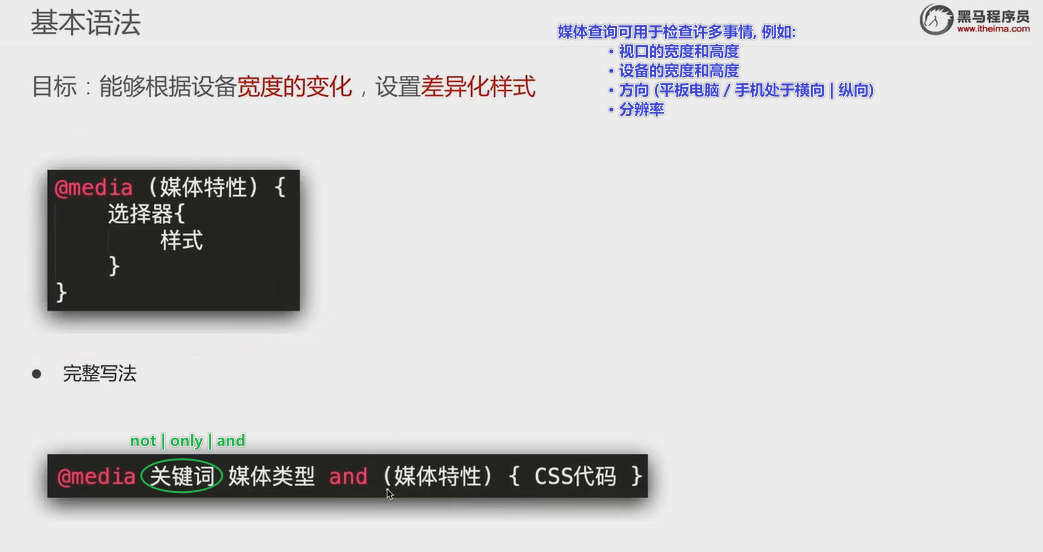 基本语法
黑马程序员
www.itheima.com
媒体查询可用于检查许多事情, 例如:
• 视口的宽度和高度
• 设备的宽度和高度
• 方向 (平板电脑 / 手机处于横向 | 纵向)
• 分辨率
目标：能够根据设备宽度的变化，设置差异化样式
@media (媒体特性) {
选择器{
样式
}
}
● 完整写法
not | only | and
@media 关键词 媒体类型 and (媒体特性) { CSS代码 }